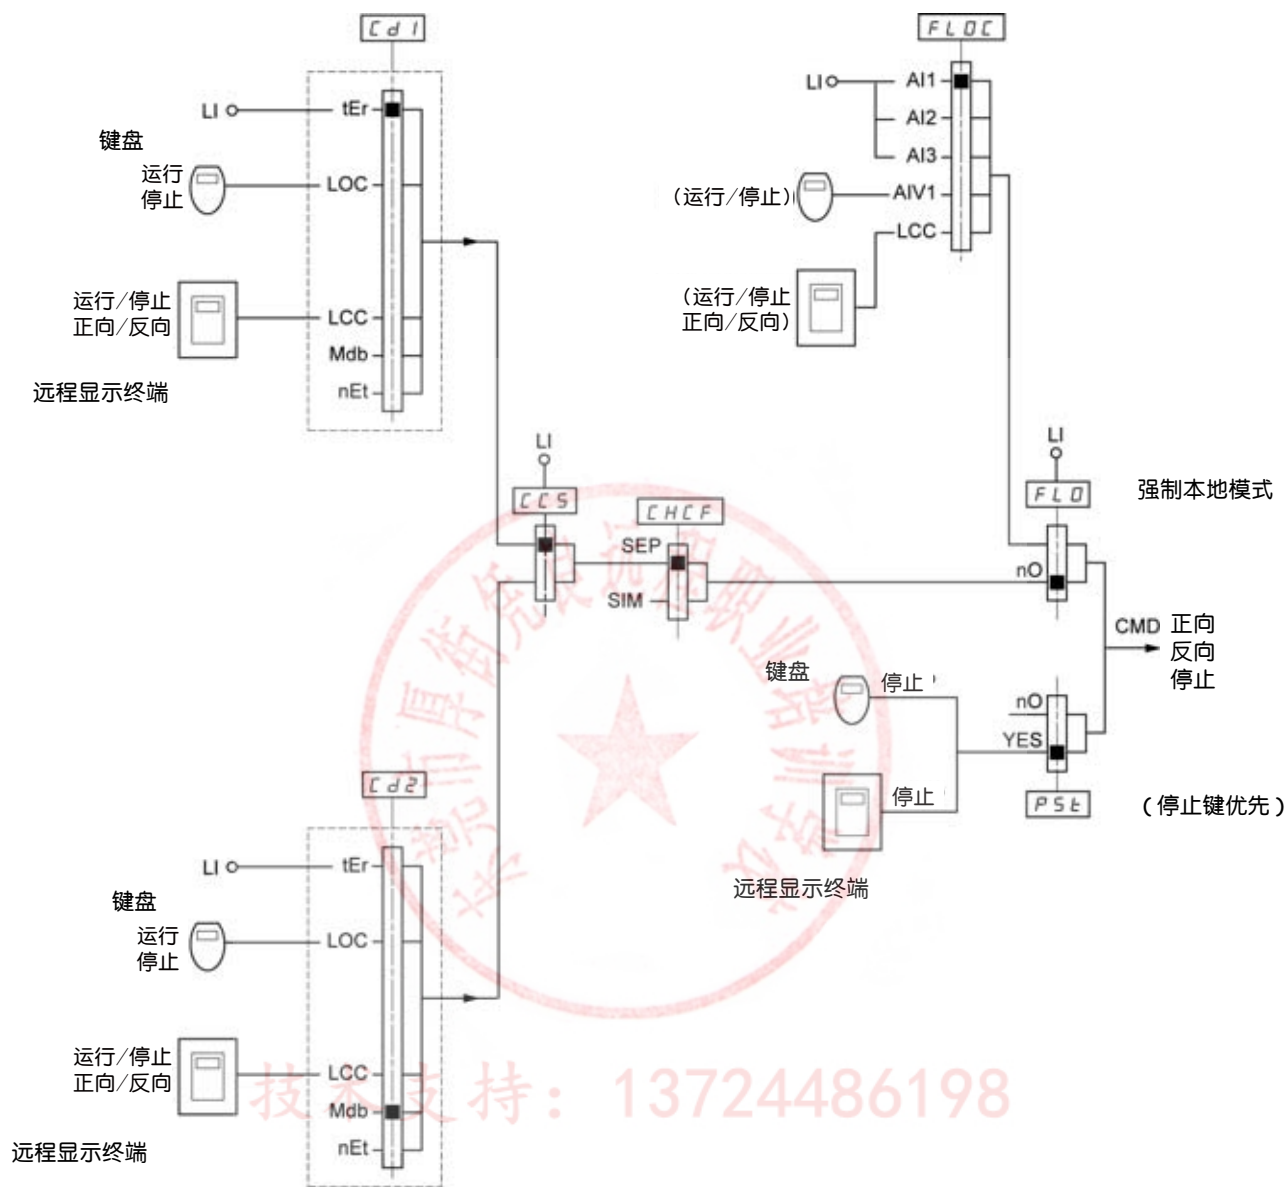 Cd1
LI
tEr
键盘
运行
停止
LOC
运行/停止
正向/反向
LCC
Mdb
nEt
远程显示终端
FLOC
LI
AI1
AI2
AI3
(运行/停止)
AIV1
LCC
(运行/停止
正向/反向)
LI
CCS
CHCF
SEP
SIM
LI
FLO
强制本地模式
nO
CMD
正向
反向
停止
键盘
停止
nO
YES
停止
PSt
(停止键优先)
远程显示终端
Cd2
LI
tEr
键盘
运行
停止
LOC
运行/停止
正向/反向
LCC
Mdb
nEt
远程显示终端
技术支持：13724486198